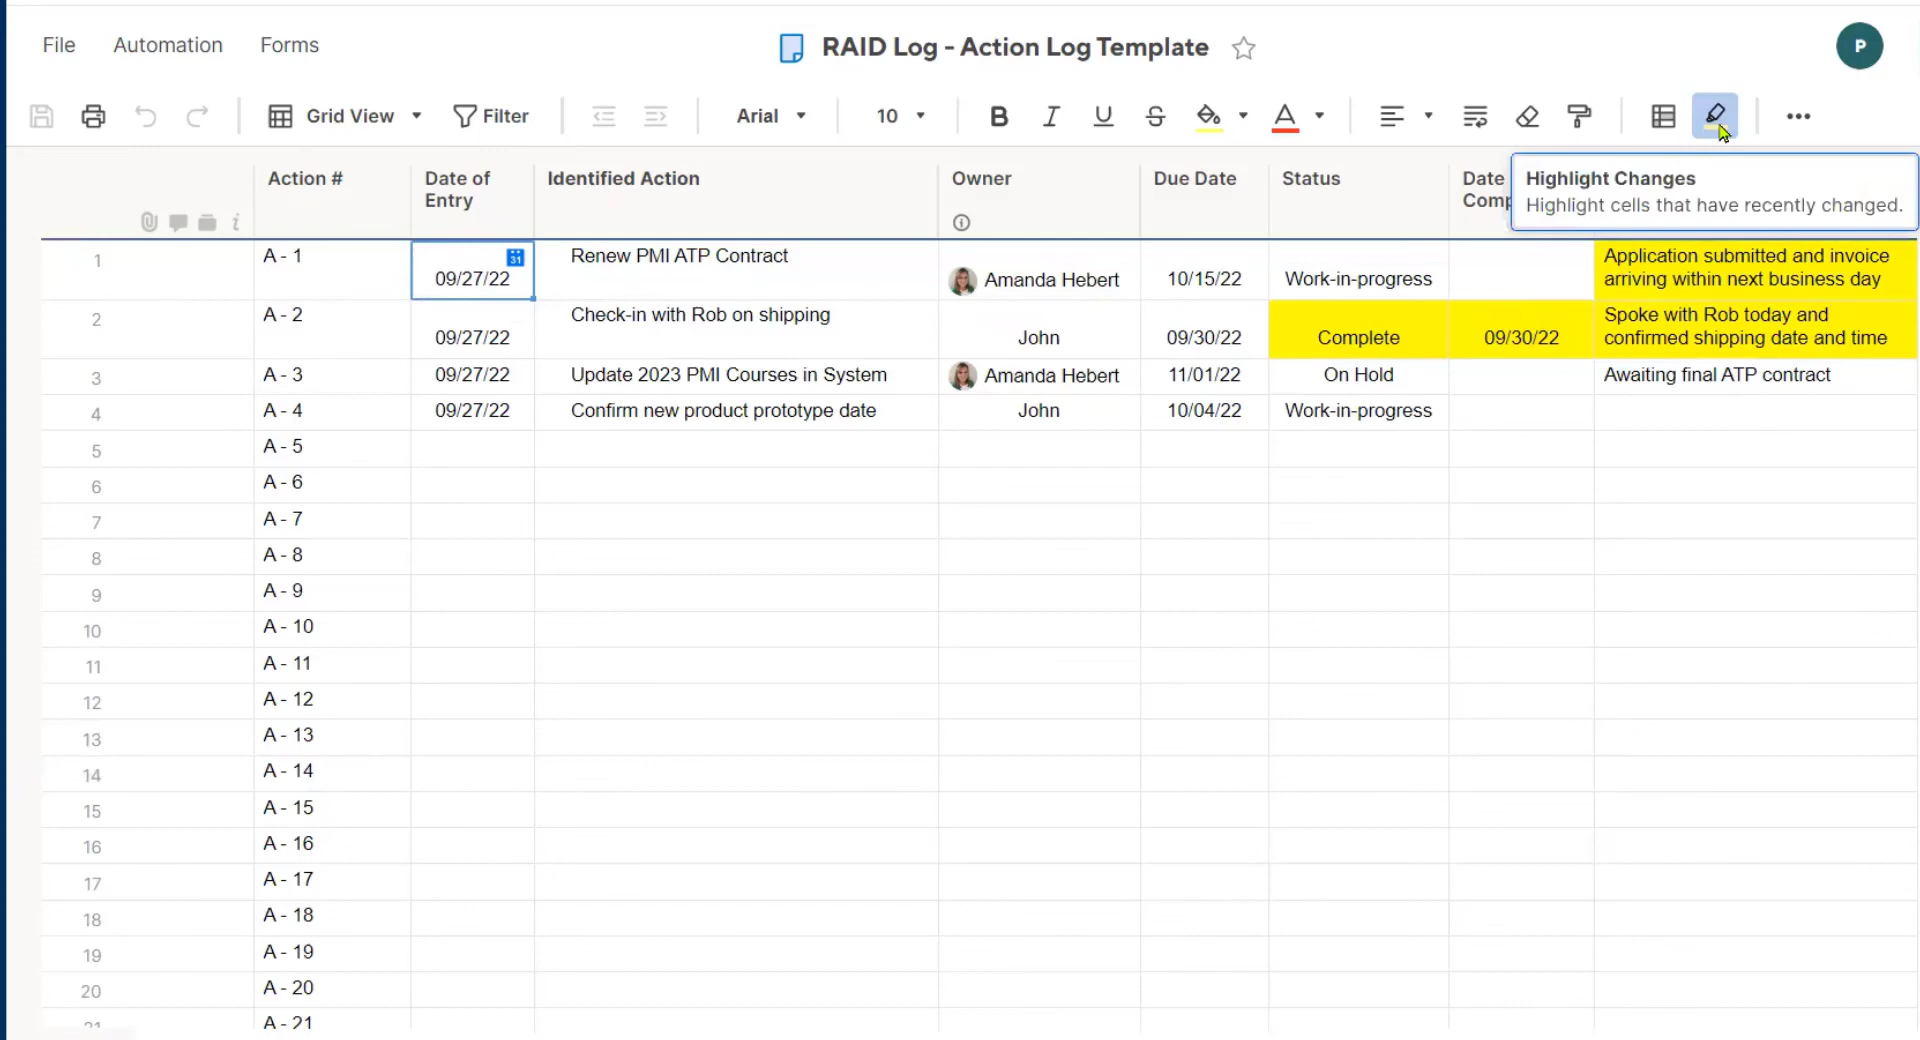 File Automation Forms
RAID Log - Action Log Template
P
Grid View Filter Arial 10 B I U S A
Highlight Changes
Highlight cells that have recently changed.
Action # Date of Entry Identified Action Owner Due Date Status Date Comp
31
1 A - 1 09/27/22 Renew PMI ATP Contract Amanda Hebert 10/15/22 Work-in-progress Application submitted and invoice arriving within next business day
2 A - 2 09/27/22 Check-in with Rob on shipping John 09/30/22 Complete 09/30/22 Spoke with Rob today and confirmed shipping date and time
3 A - 3 09/27/22 Update 2023 PMI Courses in System Amanda Hebert 11/01/22 On Hold Awaiting final ATP contract
4 A - 4 09/27/22 Confirm new product prototype date John 10/04/22 Work-in-progress
5 A - 5
6 A - 6
7 A - 7
8 A - 8
9 A - 9
10 A - 10
11 A - 11
12 A - 12
13 A - 13
14 A - 14
15 A - 15
16 A - 16
17 A - 17
18 A - 18
19 A - 19
20 A - 20
21 A - 21